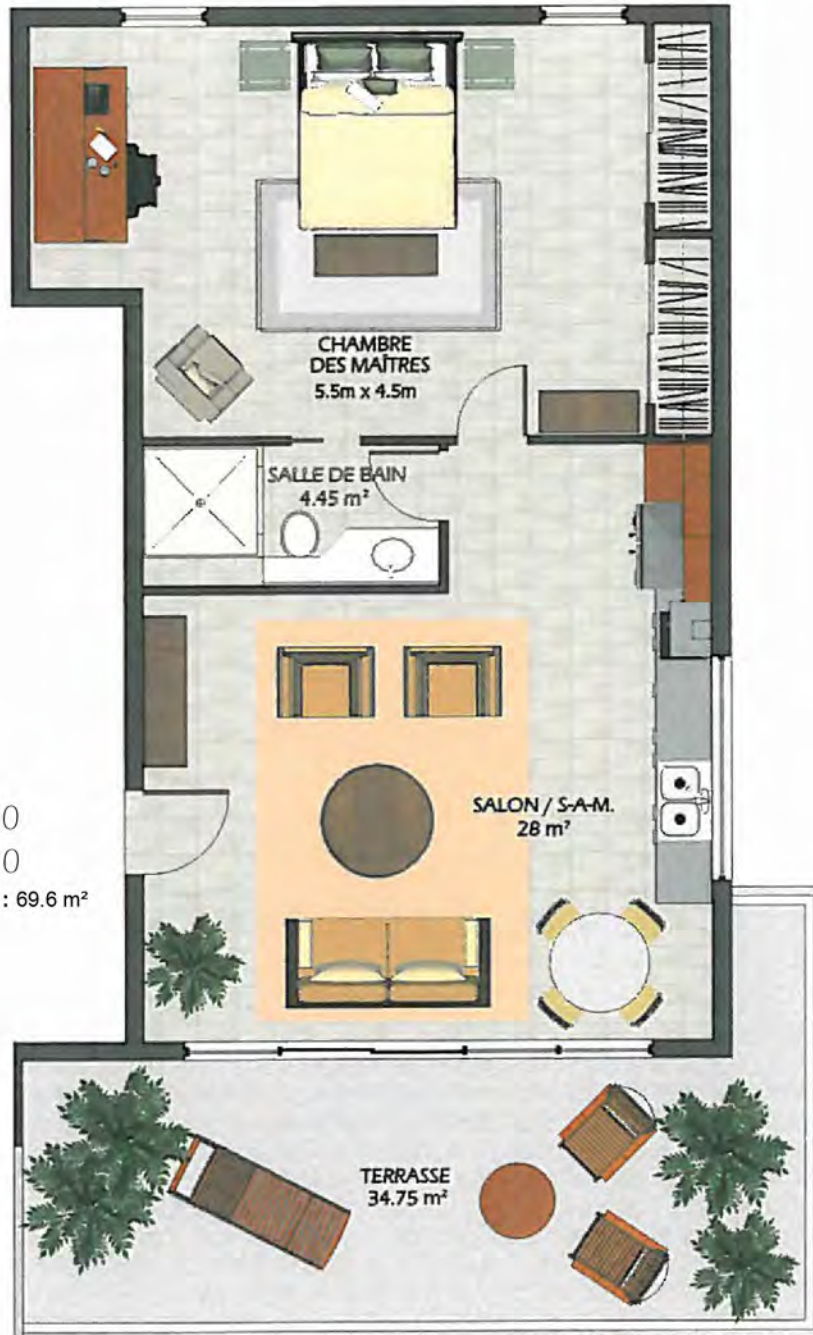 CHAMBRE
DES MAÎTRES
5.5m x 4.5m
SALLE DE BAIN
4.45 m²
SALON / S-A-M.
28 m²
0
0
: 69.6 m²
TERRASSE
34.75 m²